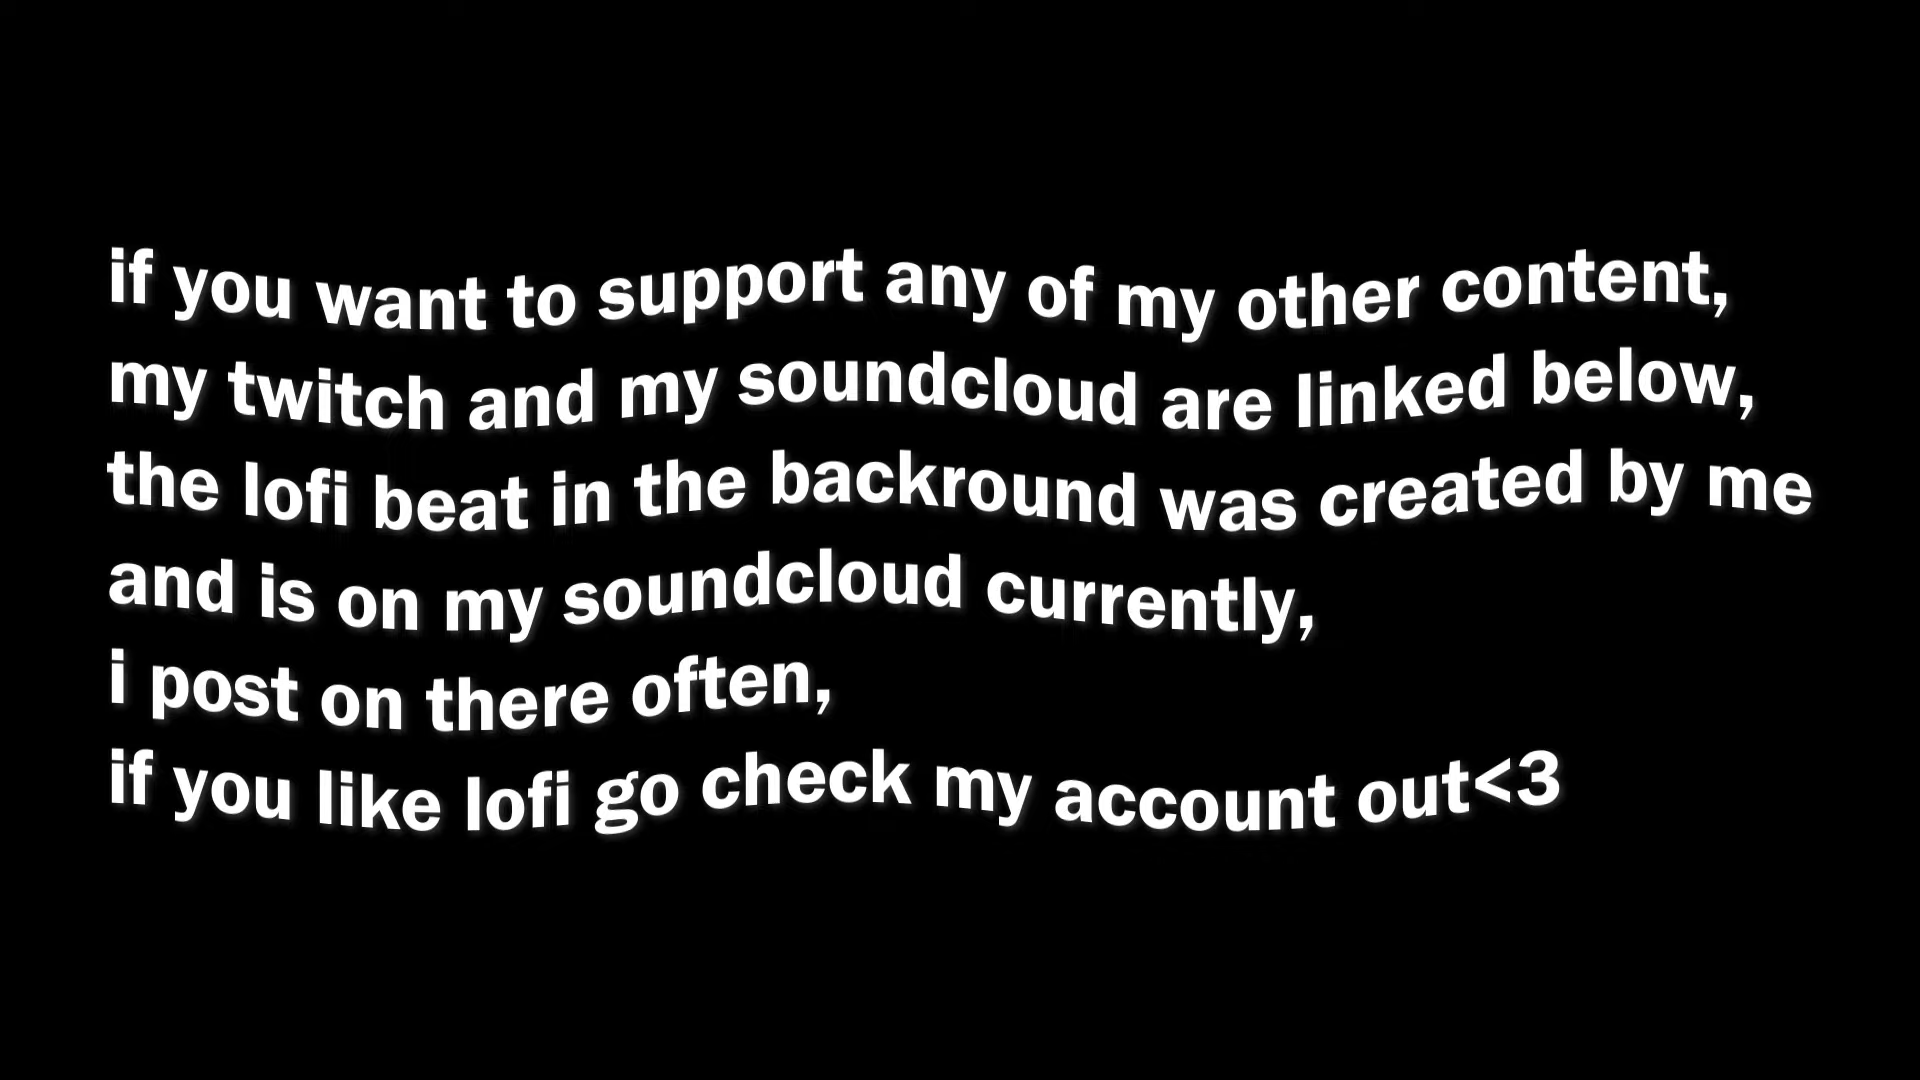 if you want to support any of my other content,
my twitch and my soundcloud are linked below,
the lofi beat in the backround was created by me
and is on my soundcloud currently,
i post on there often,
if you like lofi go check my account out<3